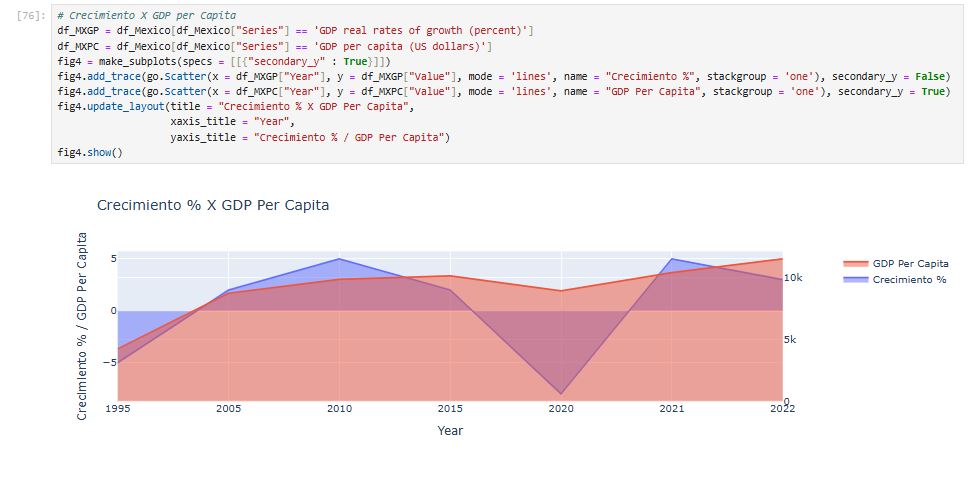 [76]: # Crecimiento X GDP per Capita
df_MXGP = df_Mexico[df_Mexico["Series"] == 'GDP real rates of growth (percent)']
df_MXPC = df_Mexico[df_Mexico["Series"] == 'GDP per capita (US dollars)']
fig4 = make_subplots(specs = [[{"secondary_y" : True}]])
fig4.add_trace(go.Scatter(x = df_MXGP["Year"], y = df_MXGP["Value"], mode = 'lines', name = "Crecimiento %", stackgroup = 'one'), secondary_y = False)
fig4.add_trace(go.Scatter(x = df_MXPC["Year"], y = df_MXPC["Value"], mode = 'lines', name = "GDP Per Capita", stackgroup = 'one'), secondary_y = True)
fig4.update_layout(title = "Crecimiento % X GDP Per Capita",
xaxis_title = "Year",
yaxis_title = "Crecimiento % / GDP Per Capita")
fig4.show()
Crecimiento % X GDP Per Capita
Crecimiento % / GDP Per Capita
5
0
−5
10k
5k
0
1995 2005 2010 2015 2020 2021 2022
Year
GDP Per Capita
Crecimiento %